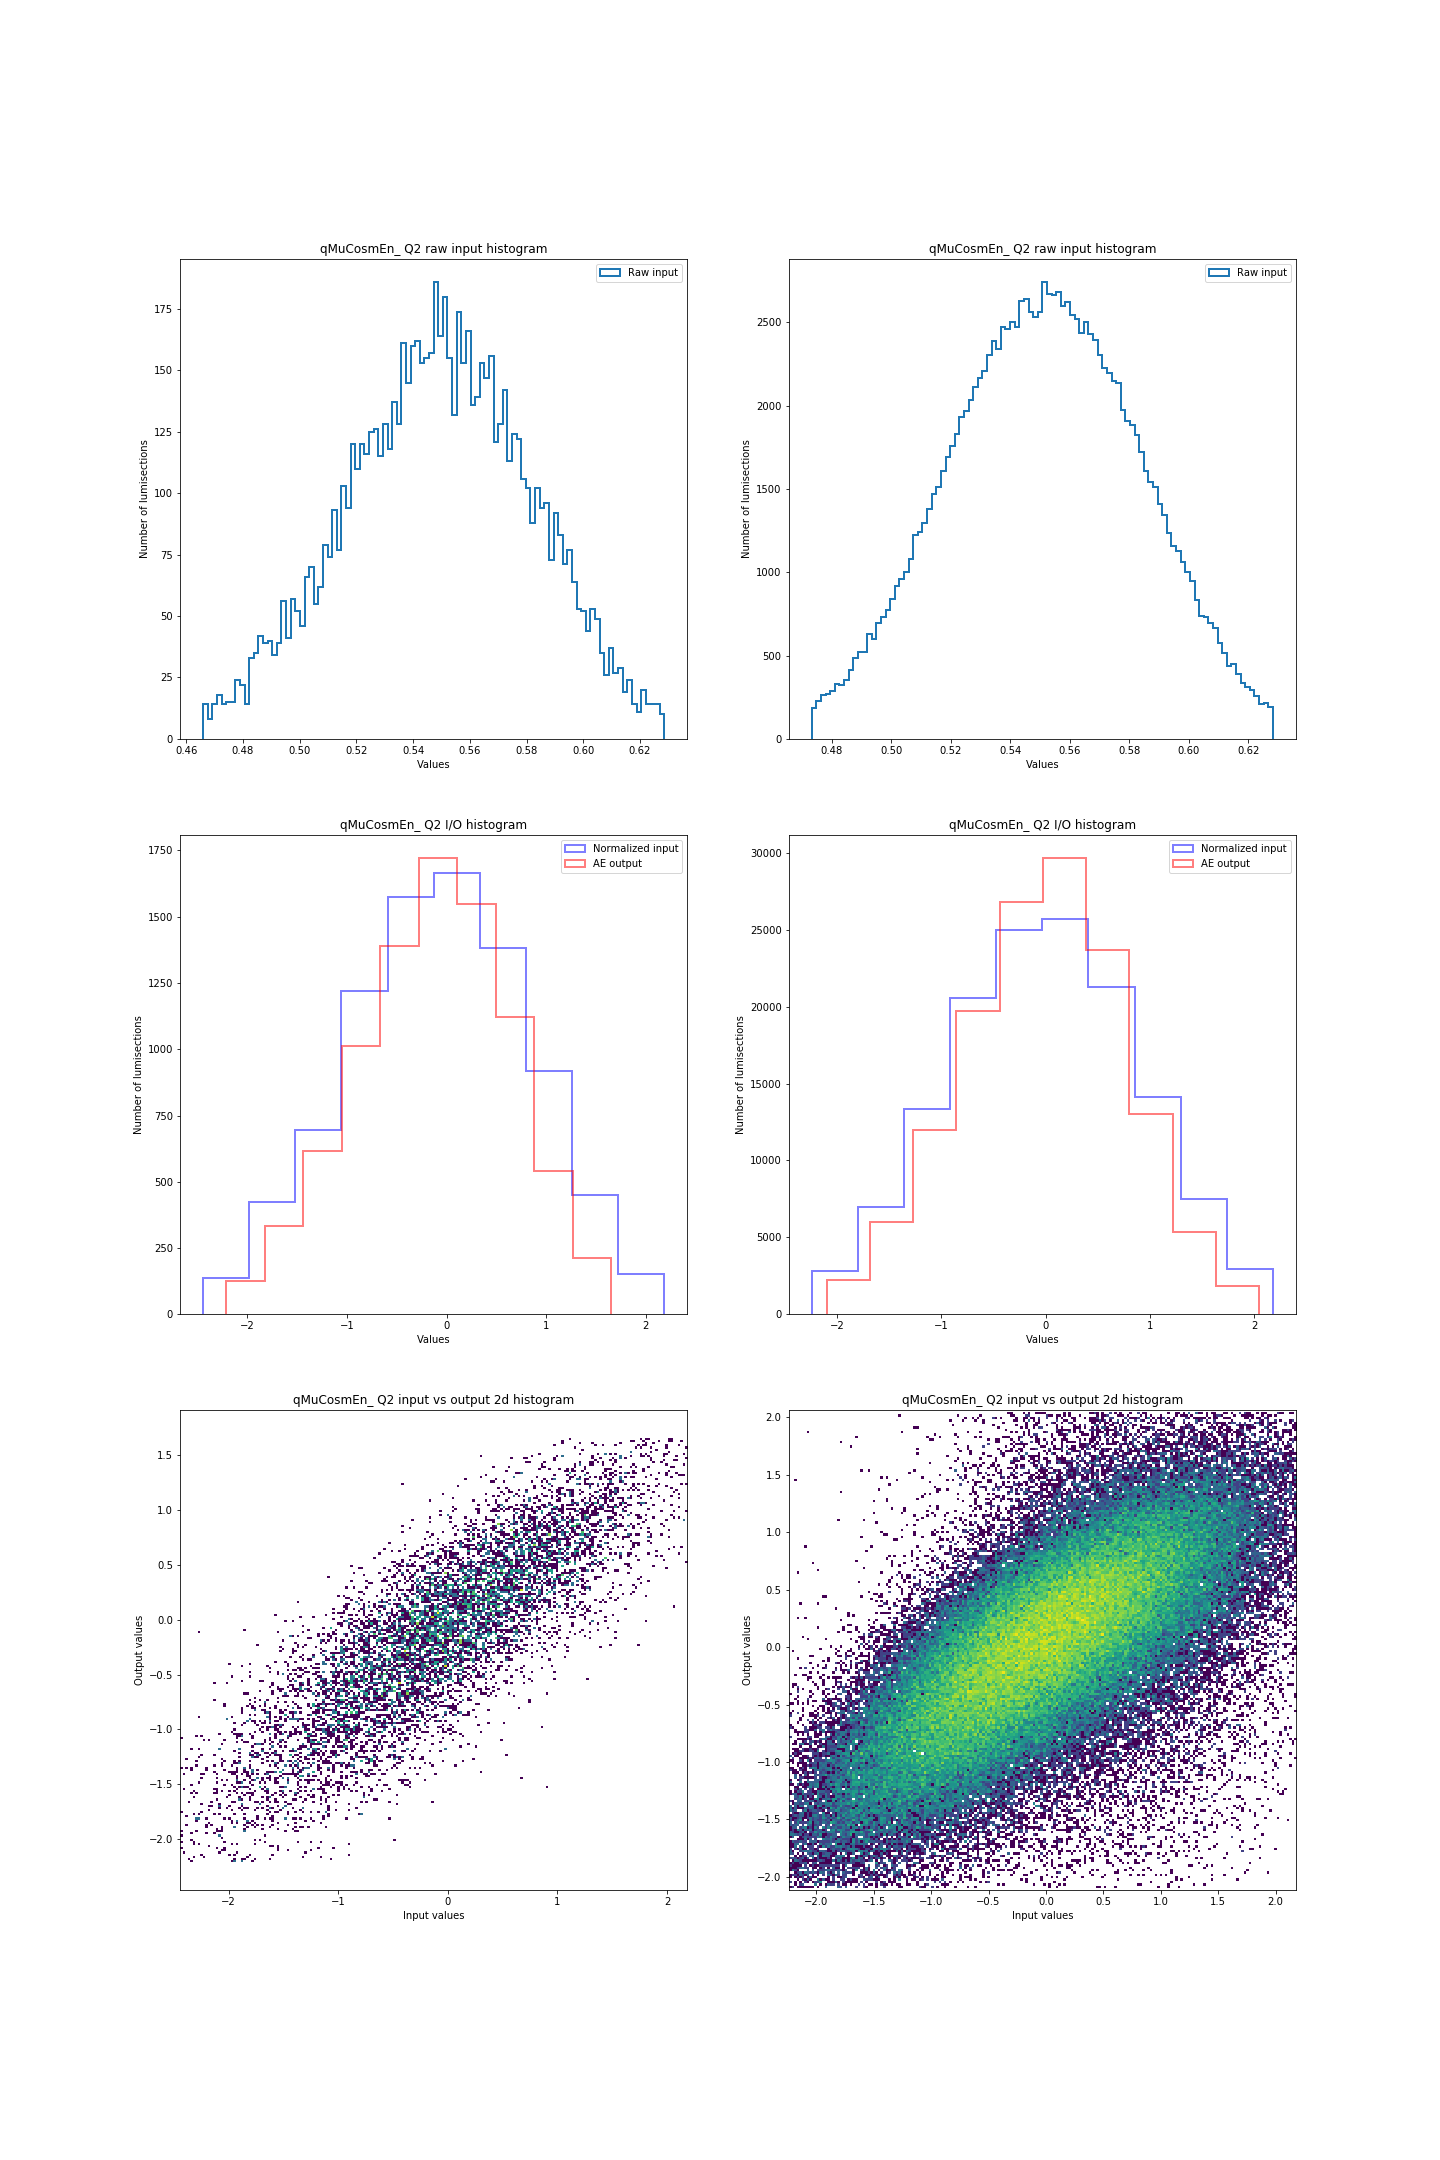 qMuCosmEn_ Q2 raw input histogram
Raw input
Number of lumisections
175
150
125
100
75
50
25
0
0.46 0.48 0.50 0.52 0.54 0.56 0.58 0.60 0.62
Values
qMuCosmEn_ Q2 raw input histogram
Raw input
Number of lumisections
2500
2000
1500
1000
500
0
0.48 0.50 0.52 0.54 0.56 0.58 0.60 0.62
Values
qMuCosmEn_ Q2 I/O histogram
Normalized input
AE output
Number of lumisections
1750
1500
1250
1000
750
500
250
0
−2 −1 0 1 2
Values
qMuCosmEn_ Q2 I/O histogram
Normalized input
AE output
Number of lumisections
30000
25000
20000
15000
10000
5000
0
−2 −1 0 1 2
Values
qMuCosmEn_ Q2 input vs output 2d histogram
Output values
1.5
1.0
0.5
0.0
−0.5
−1.0
−1.5
−2.0
−2 −1 0 1 2
Input values
qMuCosmEn_ Q2 input vs output 2d histogram
Output values
2.0
1.5
1.0
0.5
0.0
−0.5
−1.0
−1.5
−2.0
−2.0 −1.5 −1.0 −0.5 0.0 0.5 1.0 1.5 2.0
Input values